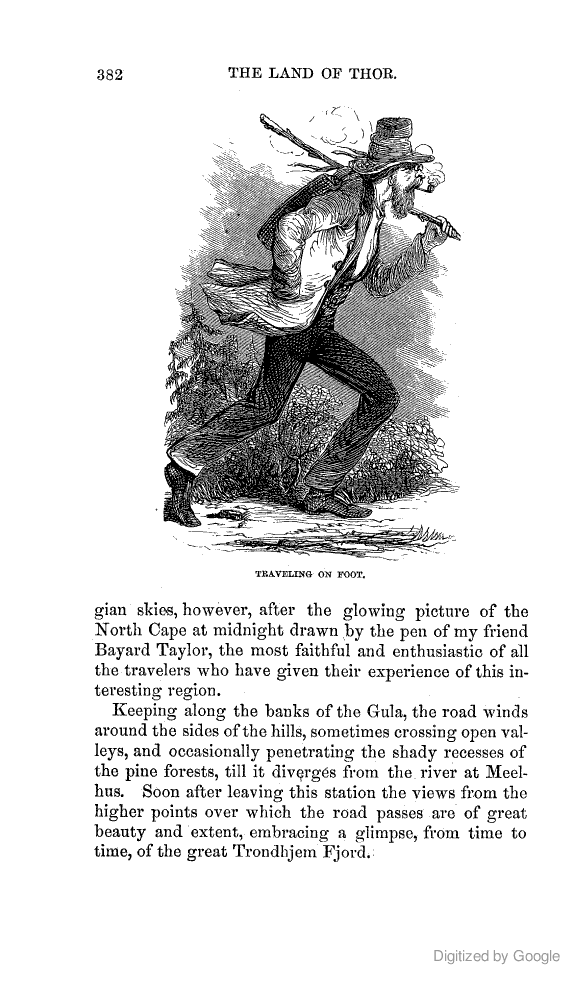 382
THE LAND OF THOR.
TRAVELING ON FOOT.
gian skies, however, after the glowing picture of the
North Cape at midnight drawn by the pen of my friend
Bayard Taylor, the most faithful and enthusiastic of all
the travelers who have given their experience of this in-
teresting region.
Keeping along the banks of the Gula, the road winds
around the sides of the hills, sometimes crossing open val-
leys, and occasionally penetrating the shady recesses of
the pine forests, till it diverges from the river at Meel-
hus. Soon after leaving this station the views from the
higher points over which the road passes are of great
beauty and extent, embracing a glimpse, from time to
time, of the great Trondhjem Fjord.
Digitized by Google